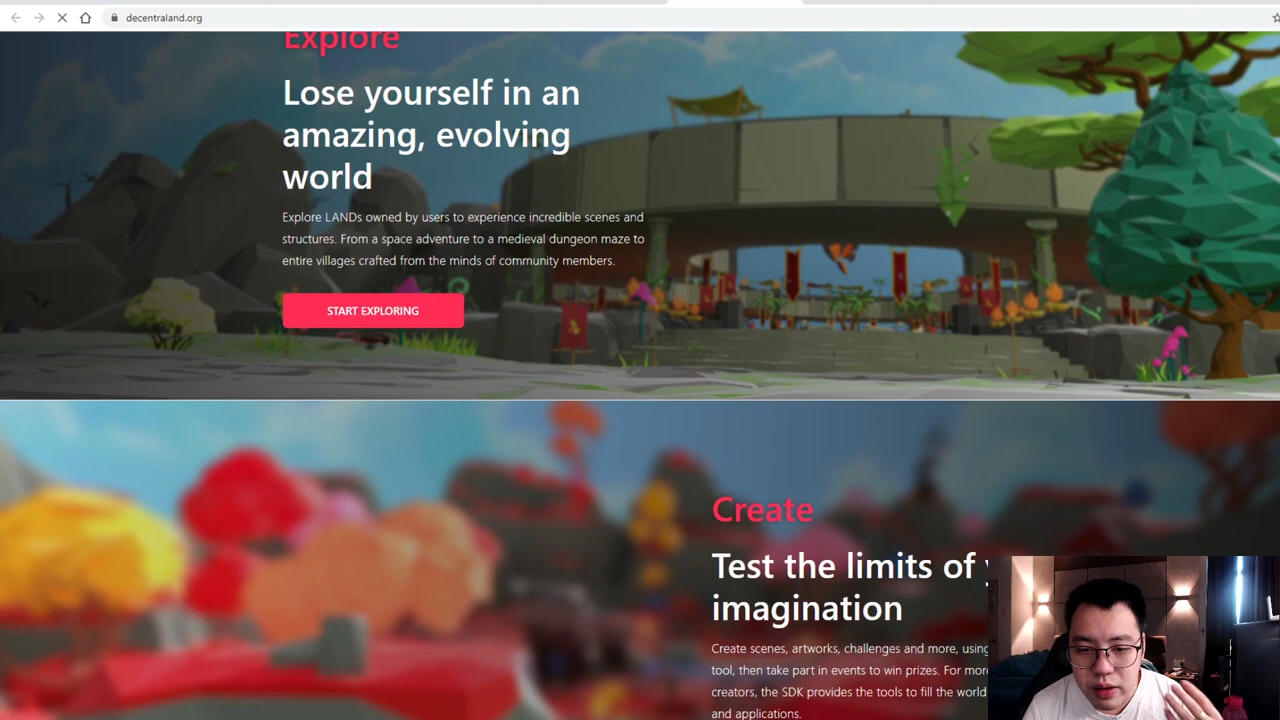 decentraland.org
Explore
Lose yourself in an
amazing, evolving
world
Explore LANDs owned by users to experience incredible scenes and
structures. From a space adventure to a medieval dungeon maze to
entire villages crafted from the minds of community members.
START EXPLORING
Create
Test the limits of
imagination
Create scenes, artworks, challenges and more, using
tool, then take part in events to win prizes. For more
creators, the SDK provides the tools to fill the world
and applications.